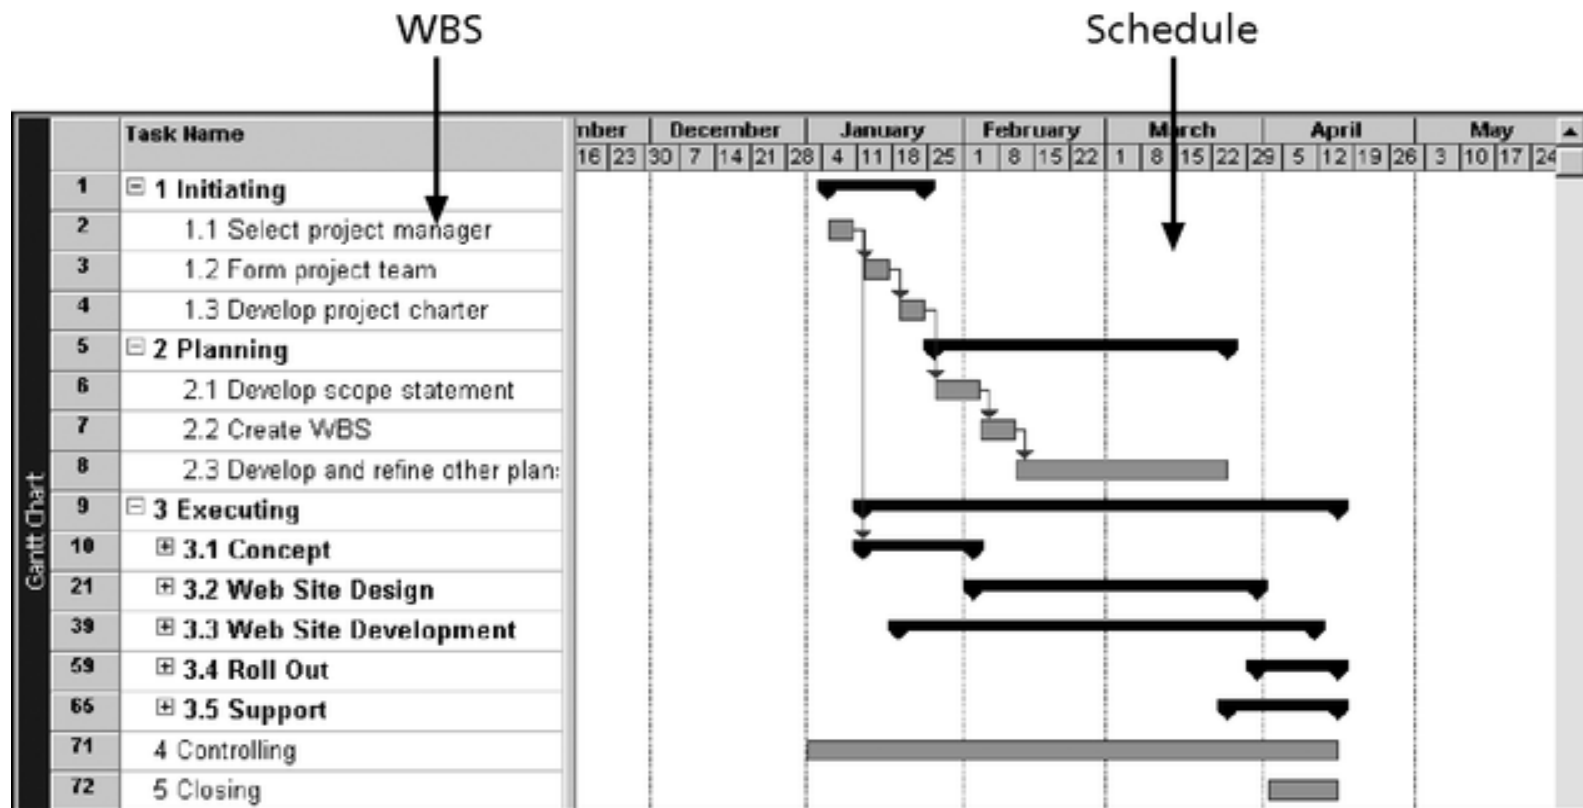 WBS Schedule
Task Name mber December January February March April May
16 23 30 7 14 21 28 4 11 18 25 1 8 15 22 1 8 15 22 29 5 12 19 26 3 10 17 24
1 1 Initiating
2 1.1 Select project manager
3 1.2 Form project team
4 1.3 Develop project charter
5 2 Planning
6 2.1 Develop scope statement
7 2.2 Create WBS
8 2.3 Develop and refine other plans
9 3 Executing
10 3.1 Concept
21 3.2 Web Site Design
39 3.3 Web Site Development
59 3.4 Roll Out
65 3.5 Support
71 4 Controlling
72 5 Closing
Gantt Chart